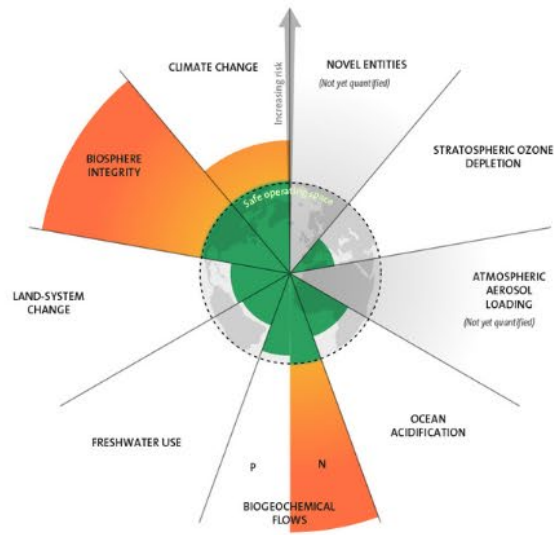 CLIMATE CHANGE
Increasing risk
NOVEL ENTITIES
(Not yet quantified)
STRATOSPHERIC OZONE
DEPLETION
BIOSPHERE
INTEGRITY
Safe operating space
LAND-SYSTEM
CHANGE
ATMOSPHERIC
AEROSOL
LOADING
(Not yet quantified)
FRESHWATER USE
OCEAN
ACIDIFICATION
P
N
BIOGEOCHEMICAL
FLOWS